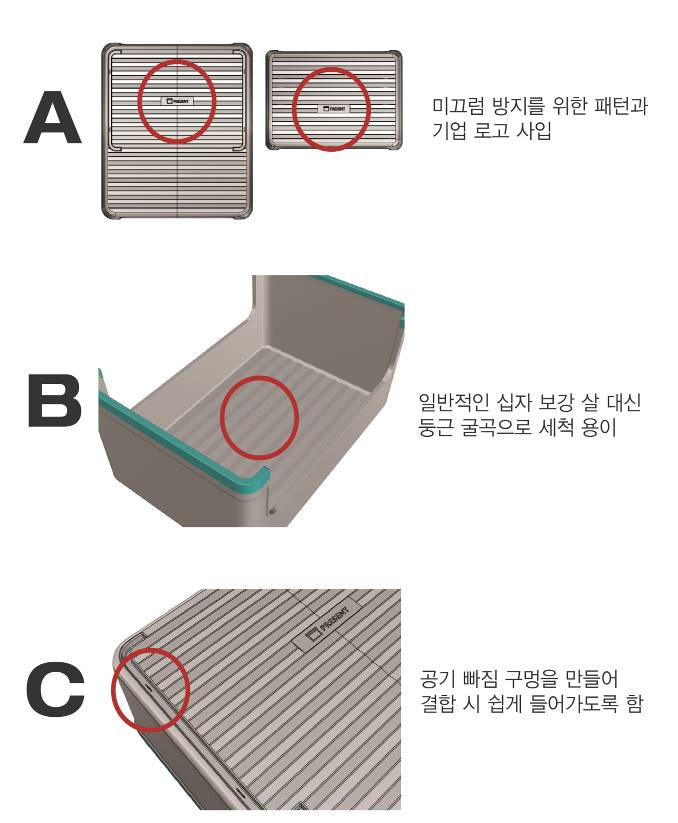 A
PRESENT
PRESENT
미끄럼 방지를 위한 패턴과
기업 로고 사입
B
일반적인 십자 보강 살 대신
둥근 굴곡으로 세척 용이
C
PRESENT
공기 빠짐 구멍을 만들어
결합 시 쉽게 들어가도록 함